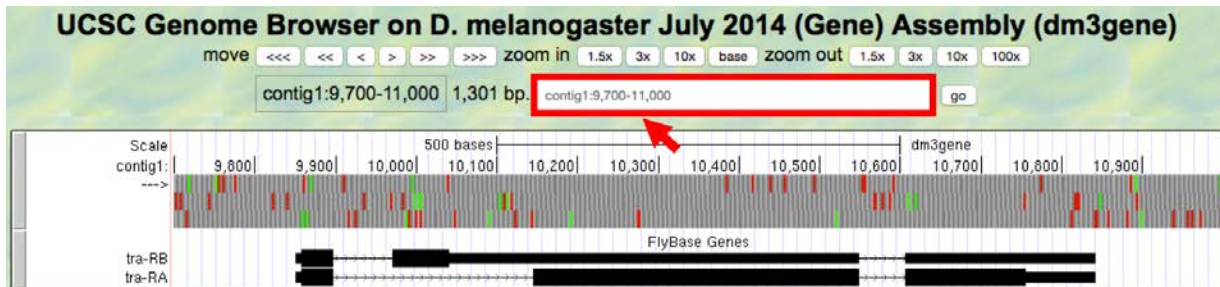 UCSC Genome Browser on D. melanogaster July 2014 (Gene) Assembly (dm3gene)
move <<< << < > >> >>> zoom in 1.5x 3x 10x base zoom out 1.5x 3x 10x 100x
contig1:9,700-11,000 1,301 bp. contig1:9,700-11,000 go
Scale 500 bases dm3gene
contig1: 9,800 9,900 10,000 10,100 10,200 10,300 10,400 10,500 10,600 10,700 10,800 10,900
--->
FlyBase Genes
tra-RB
tra-RA